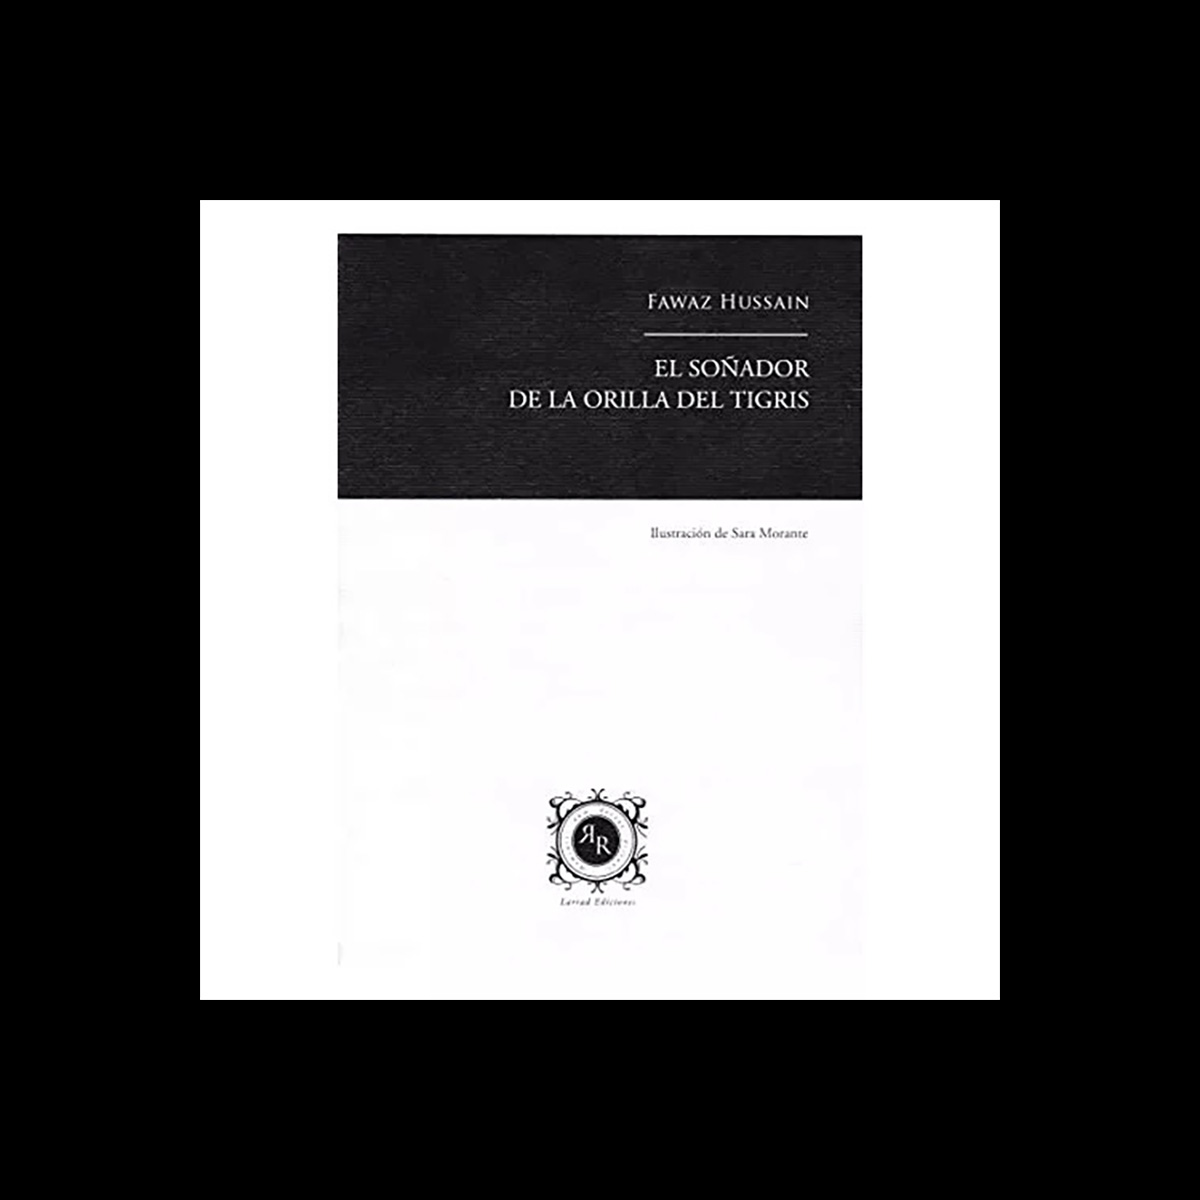 FAWAZ HUSSAIN
EL SOÑADOR
DE LA ORILLA DEL TIGRIS
Ilustración de Sara Morante
ЯR
Larrad Ediciones